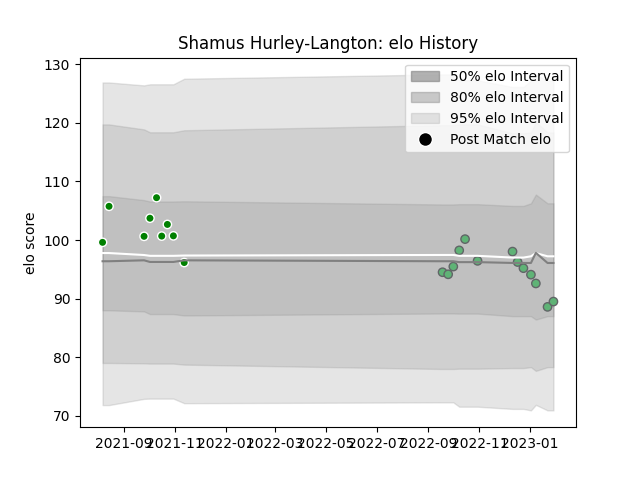 Shamus Hurley-Langton: elo History
130
120
110
100
90
80
70
elo score
50% elo Interval
80% elo Interval
95% elo Interval
Post Match elo
2021-09 2021-11 2022-01 2022-03 2022-05 2022-07 2022-09 2022-11 2023-01